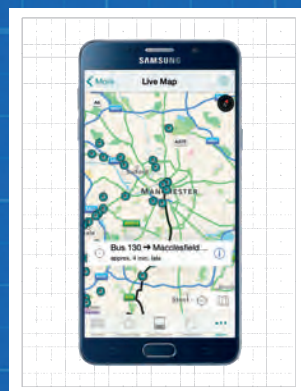 SAMSUNG
More
Live Map
MANCHESTER
Bus 130 → Macclesfield ...
approx. 4 min. late